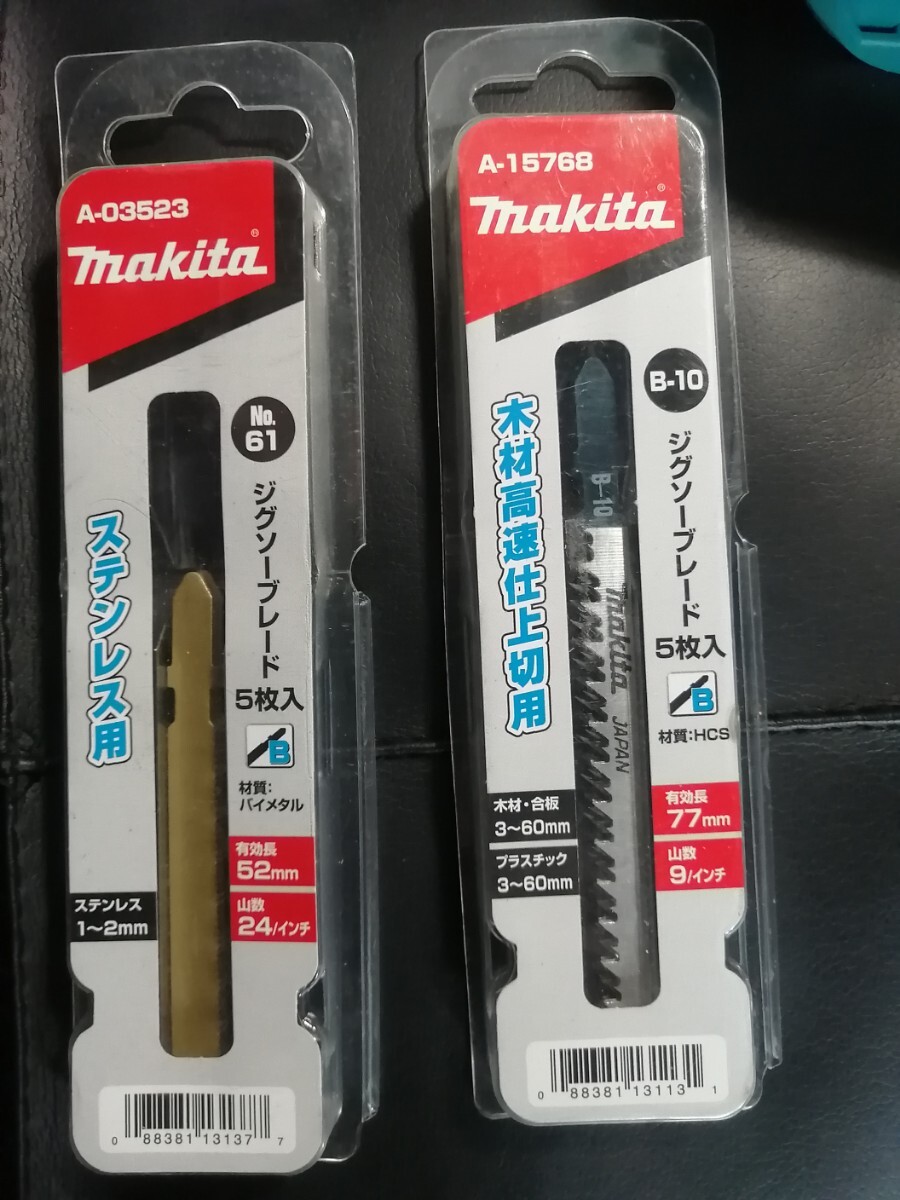 A-03523
makita®
No.
61
ジグソーブレード
5枚入
B
材質:
バイメタル
ステンレス用
有効長
52mm
山数
24/インチ
ステンレス
1〜2mm
0 88381 13137 7
A-15768
makita®
B-10
ジグソーブレード
5枚入
B
材質:HCS
木材高速仕上切用
B-10
makita JAPAN
木材・合板
3〜60mm
プラスチック
3〜60mm
有効長
77mm
山数
9/インチ
0 88381 13113 1